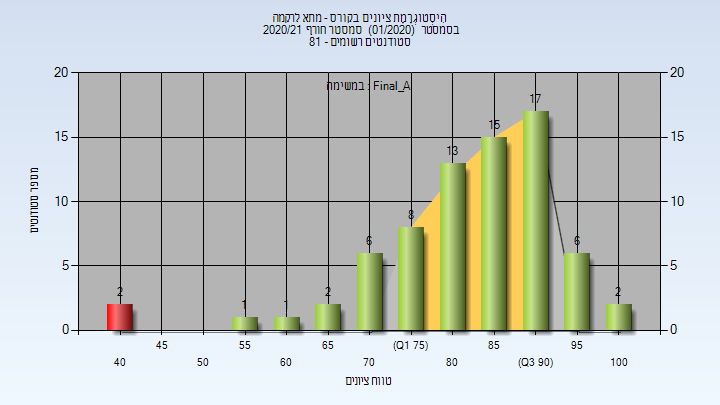 היסטוגרמת ציונים בקורס - מתא לרקמה
בסמסטר (01/2020) סמסטר חורף 2020/21
סטודנטים רשומים - 81
במשימה : Final_A
מספר סטודנטים
20 20
15 15
10 10
5 5
0 0
2 1 1 2 6 8 13 15 17 6 2
45 55 65 (Q1 75) 85 95
40 50 60 70 80 (Q3 90) 100
טווח ציונים